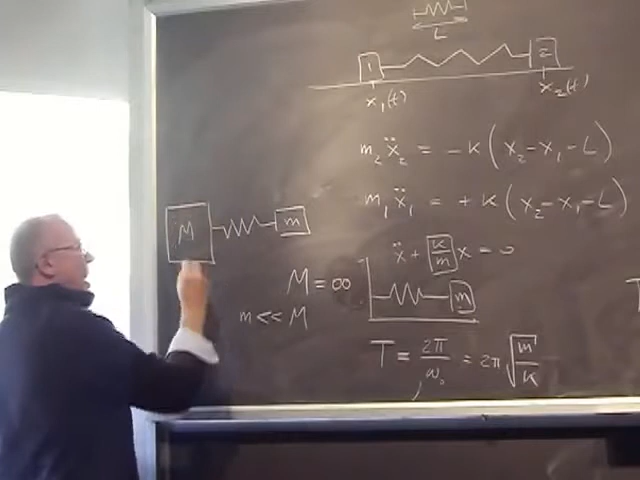 L
1 2
x₁(t) x₂(t)
m₂ẍ₂ = -K(x₂-x₁-L)
m₁ẍ₁ = +K(x₂-x₁-L)
M m
ẍ + K/m x = 0
M = ∞ m
m << M
T = 2π/ω₀ = 2π√(m/K)
T